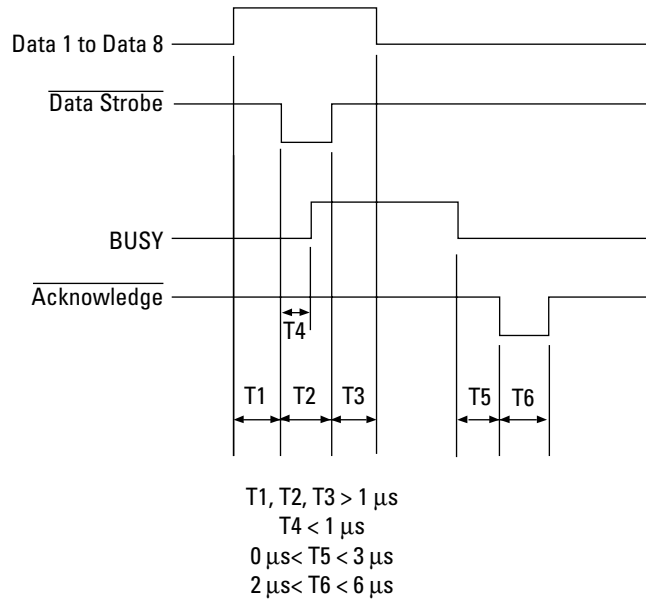 Data 1 to Data 8
Data Strobe
BUSY
Acknowledge
T4
T1 T2 T3 T5 T6
T1, T2, T3 > 1 μs
T4 < 1 μs
0 μs< T5 < 3 μs
2 μs< T6 < 6 μs